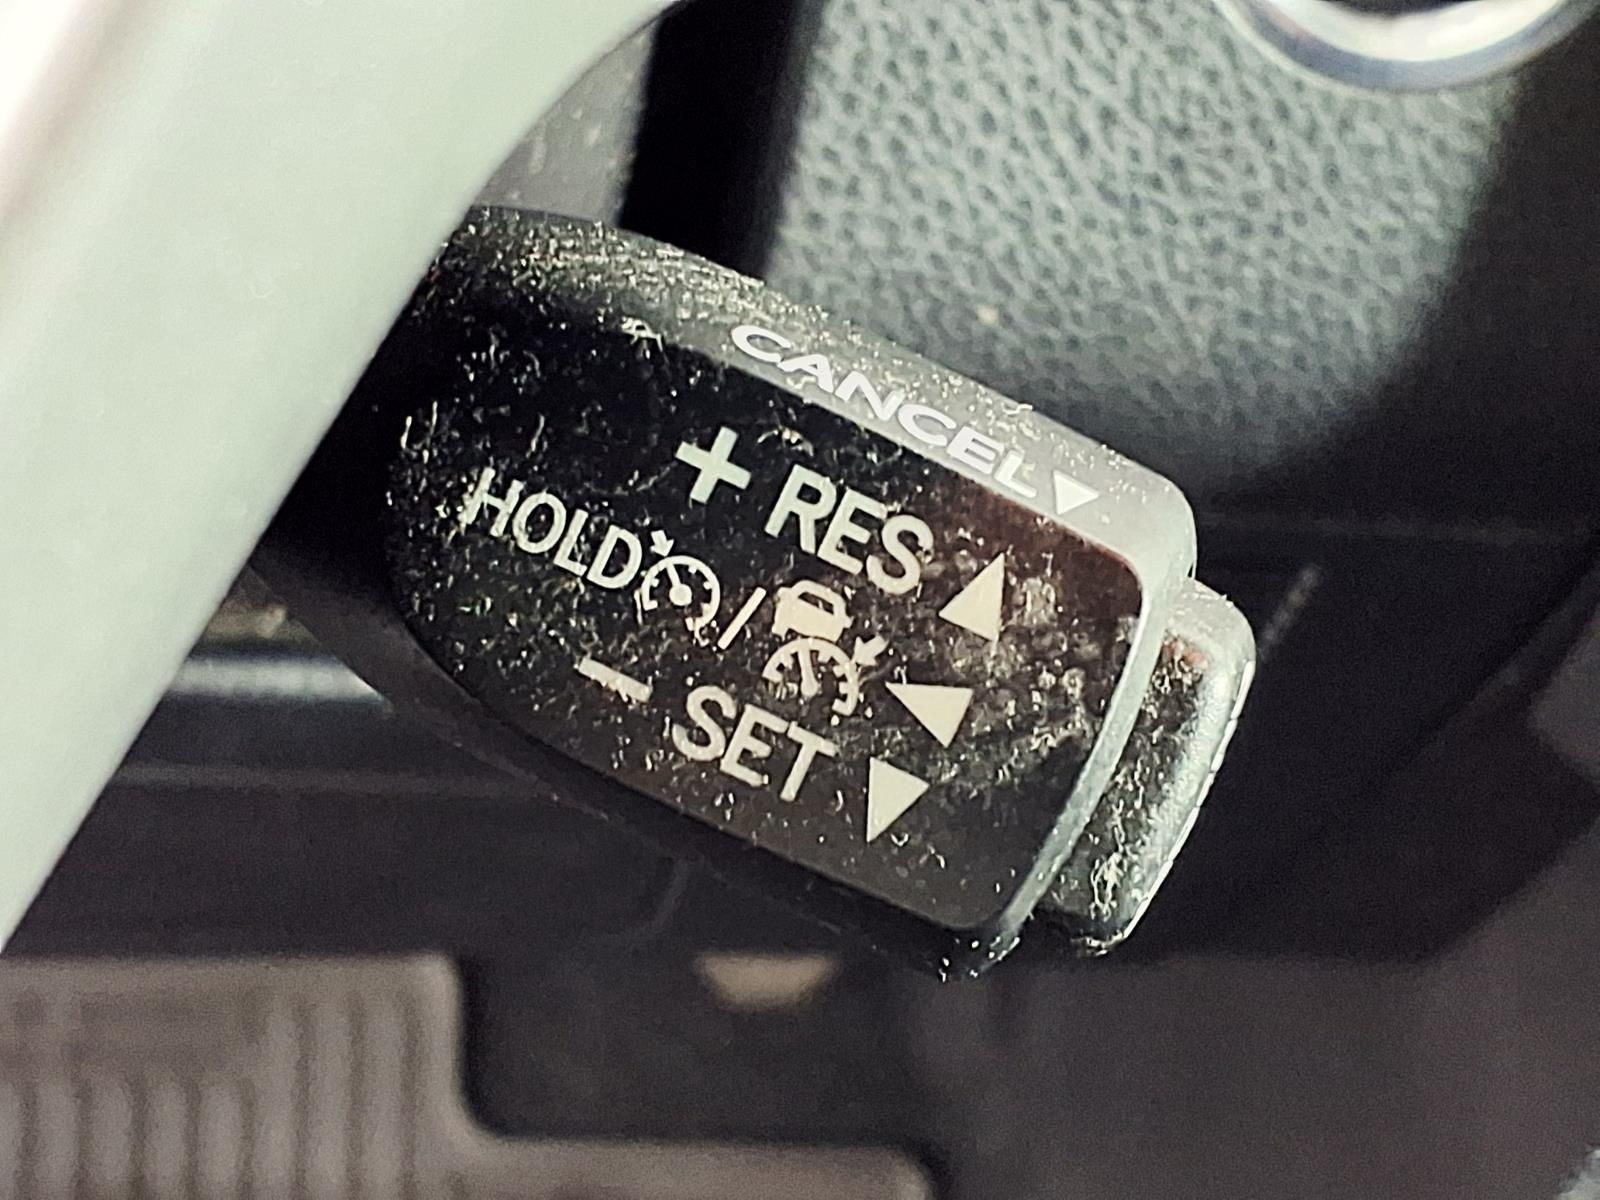 CANCEL▼
+ RES ▲
HOLD / ◀
− SET ▼